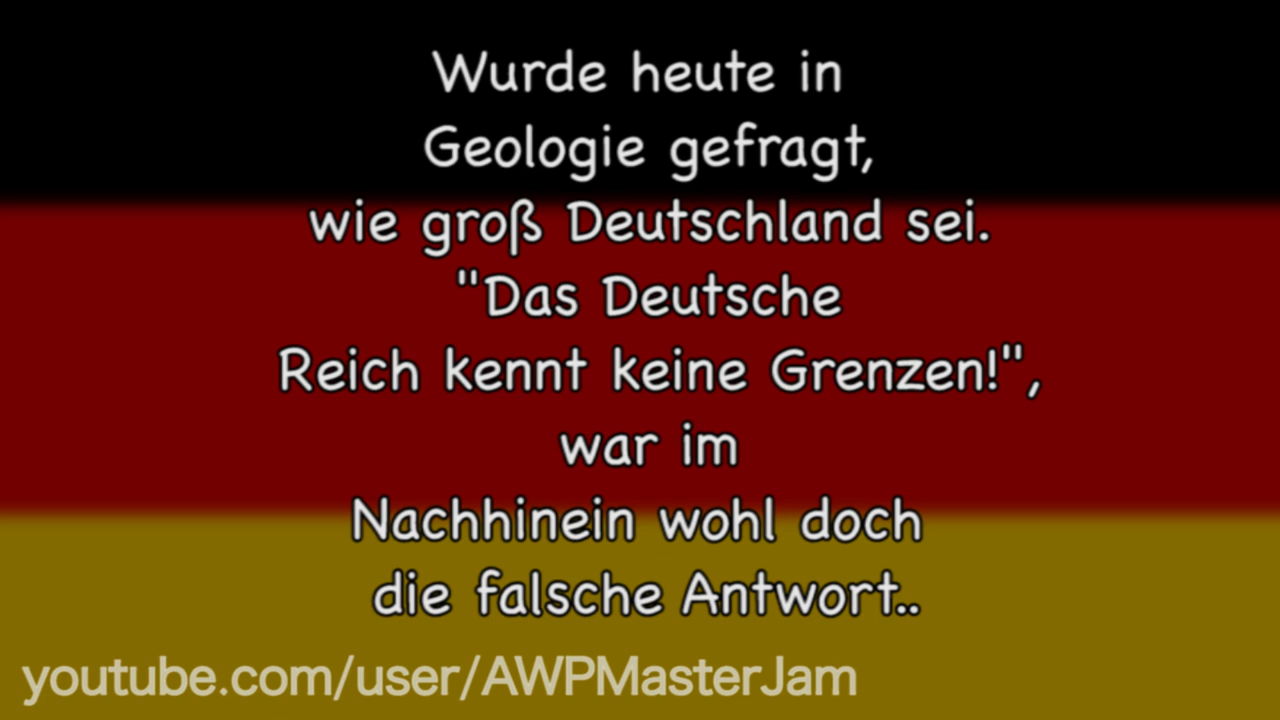 Wurde heute in
Geologie gefragt,
wie groß Deutschland sei.
"Das Deutsche
Reich kennt keine Grenzen!",
war im
Nachhinein wohl doch
die falsche Antwort..
youtube.com/user/AWPMasterJam